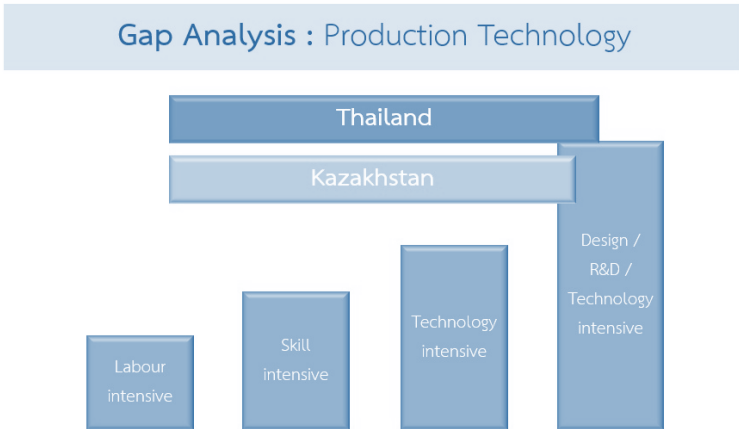 Gap Analysis : Production Technology
Thailand
Kazakhstan
Labour
intensive
Skill
intensive
Technology
intensive
Design /
R&D /
Technology
intensive